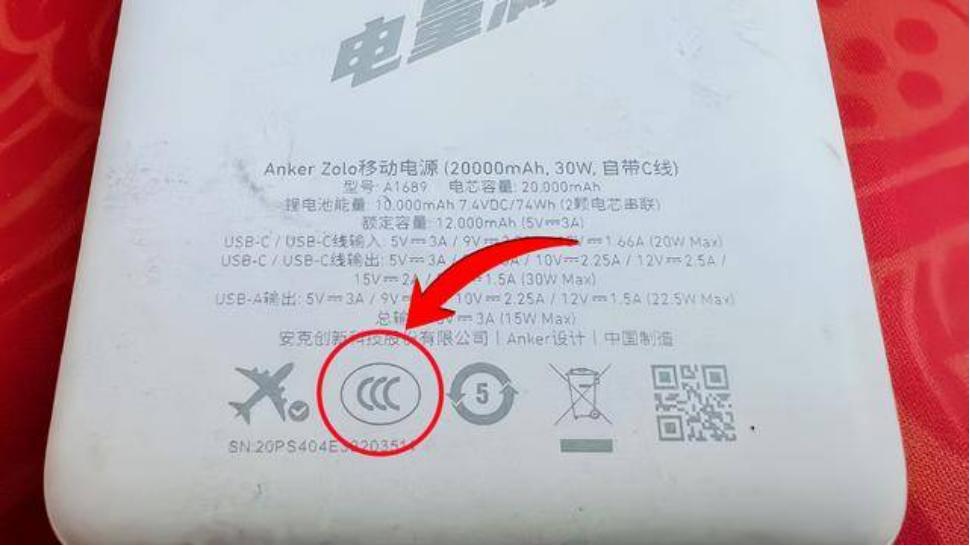 电量满
Anker Zolo移动电源 (20000mAh, 30W, 自带C线)
型号: A1689 电芯容量: 20,000mAh
锂电池能量: 10,000mAh 7.4VDC/74Wh (2颗电芯串联)
额定容量: 12,000mAh (5V⎓3A)
USB-C / USB-C线输入: 5V⎓3A / 9V⎓ 1.66A (20W Max)
USB-C / USB-C线输出: 5V⎓3A / 10V⎓2.25A / 12V⎓2.5A /
15V⎓2A / 1.5A (30W Max)
USB-A输出: 5V⎓3A / 9V 10V⎓2.25A / 12V⎓1.5A (22.5W Max)
总输 ⎓3A (15W Max)
安克创新科技股份有限公司 | Anker设计 | 中国制造
CCC
5